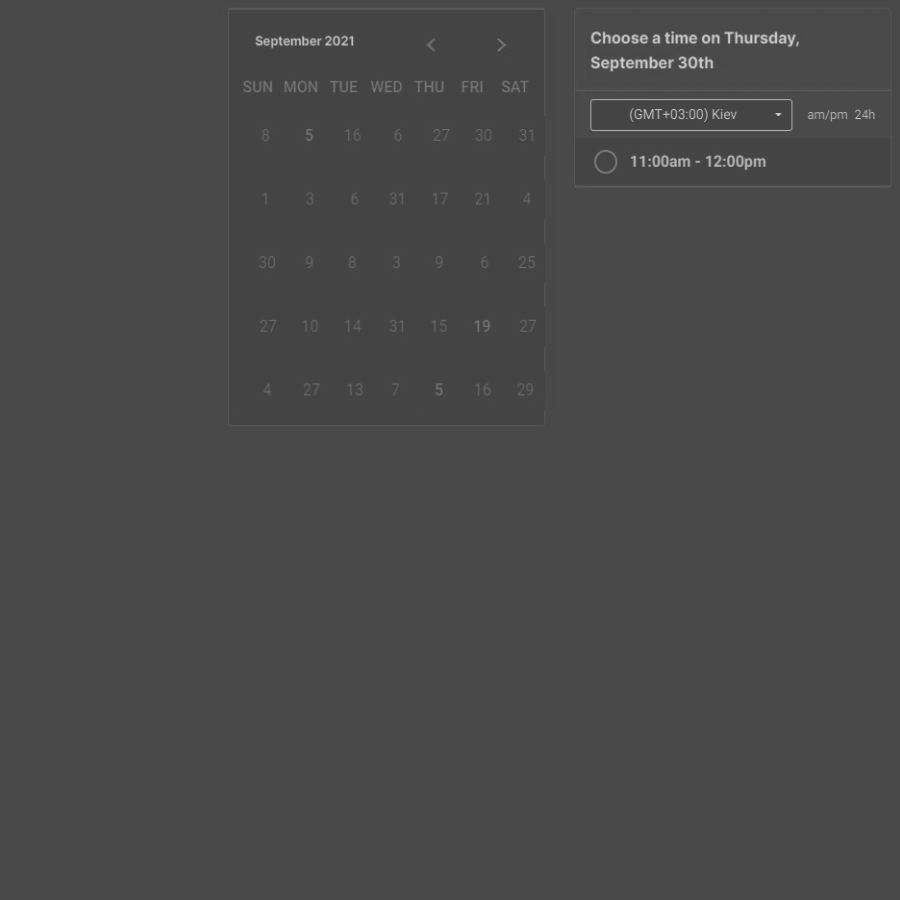 September 2021
SUN MON TUE WED THU FRI SAT
8 5 16 6 27 30 31
1 3 6 31 17 21 4
30 9 8 3 9 6 25
27 10 14 31 15 19 27
4 27 13 7 5 16 29
Choose a time on Thursday,
September 30th
(GMT+03:00) Kiev am/pm 24h
11:00am - 12:00pm